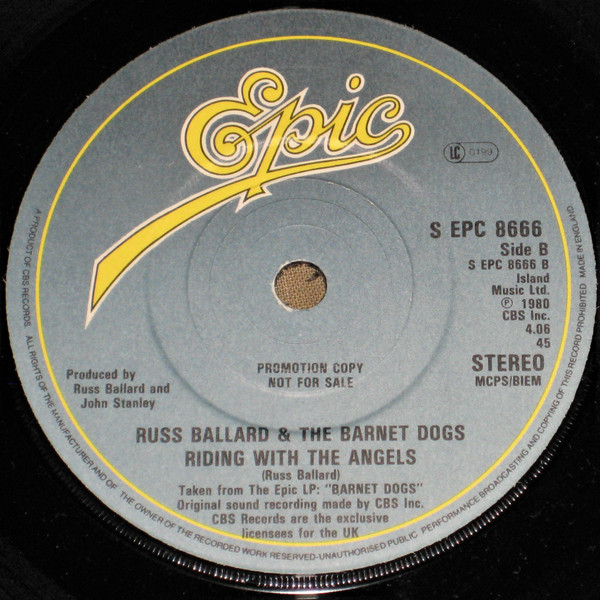 Epic
LC 0199
S EPC 8666
Side B
S EPC 8666 B
Island
Music Ltd.
℗ 1980
CBS Inc.
4.06
45
STEREO
MCPS/BIEM
Produced by
Russ Ballard and
John Stanley
PROMOTION COPY
NOT FOR SALE
RUSS BALLARD & THE BARNET DOGS
RIDING WITH THE ANGELS
(Russ Ballard)
Taken from The Epic LP: "BARNET DOGS"
Original sound recording made by CBS Inc.
CBS Records are the exclusive
licensees for the UK
A PRODUCT OF CBS RECORDS. ALL RIGHTS OF THE MANUFACTURER AND OF THE OWNER OF THE RECORDED WORK RESERVED-UNAUTHORISED PUBLIC PERFORMANCE BROADCASTING AND COPYING OF THIS RECORD PROHIBITED MADE IN ENGLAND